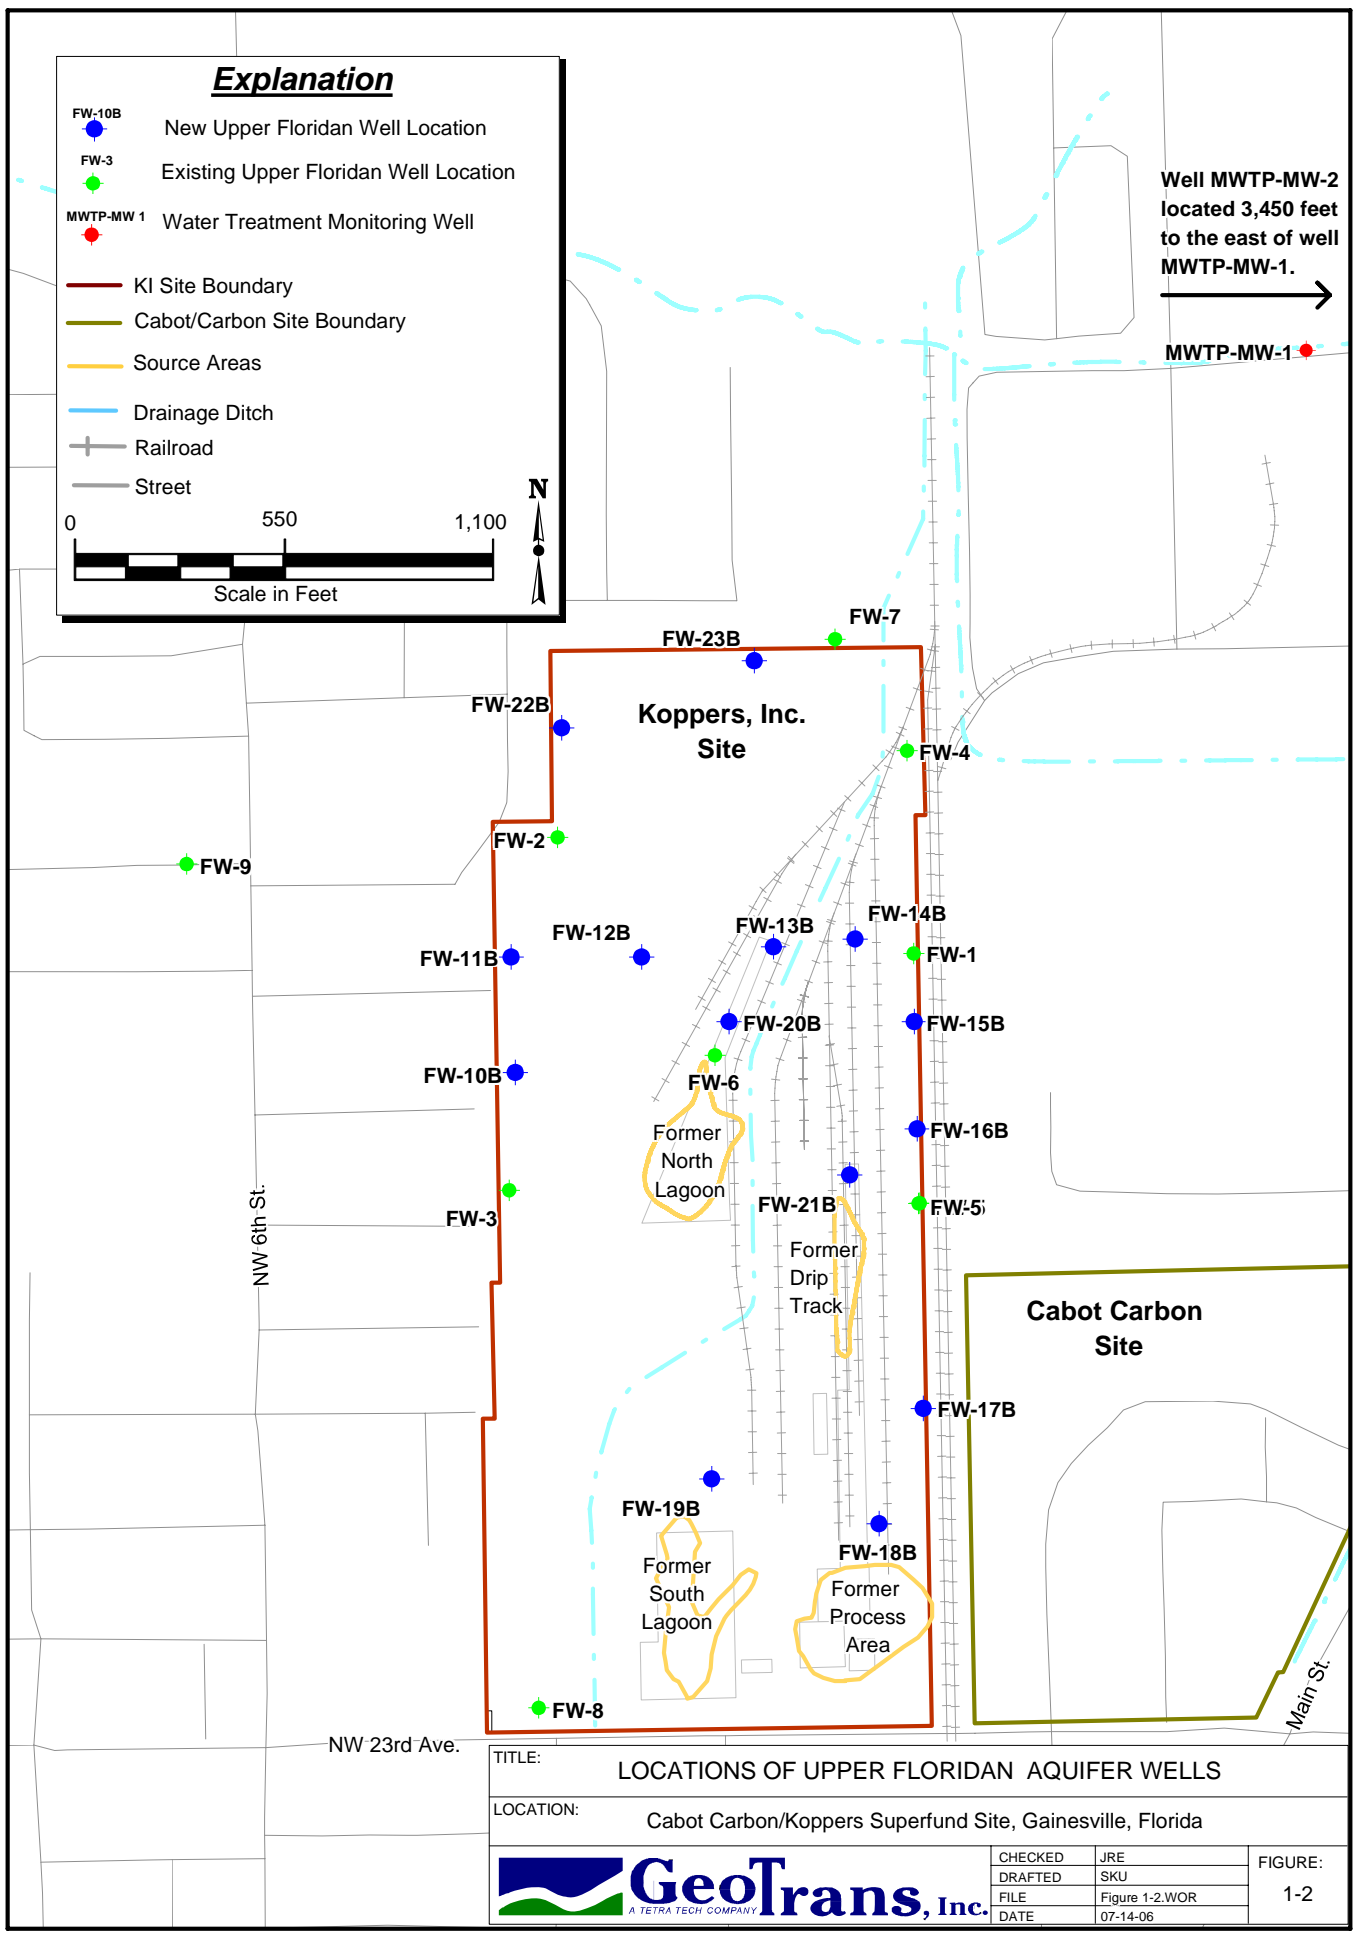 Explanation
FW-10B
New Upper Floridan Well Location
FW-3
Existing Upper Floridan Well Location
MWTP-MW 1
Water Treatment Monitoring Well
KI Site Boundary
Cabot/Carbon Site Boundary
Source Areas
Drainage Ditch
Railroad
Street
0
550
1,100
Scale in Feet
N
Well MWTP-MW-2
located 3,450 feet
to the east of well
MWTP-MW-1.
MWTP-MW-1
FW-7
FW-23B
FW-22B
Koppers, Inc.
Site
FW-4
FW-2
FW-9
FW-14B
FW-12B
FW-13B
FW-11B
FW-1
FW-20B
FW-15B
FW-10B
FW-6
FW-16B
Former
North
Lagoon
FW-21B
FW-5
FW-3
NW 6th St.
Former
Drip
Track
Cabot Carbon
Site
FW-17B
FW-19B
FW-18B
Former
South
Lagoon
Former
Process
Area
FW-8
Main St.
NW 23rd Ave.
TITLE:
LOCATIONS OF UPPER FLORIDAN AQUIFER WELLS
LOCATION:
Cabot Carbon/Koppers Superfund Site, Gainesville, Florida
GeoTrans, Inc.
A TETRA TECH COMPANY
CHECKED JRE
DRAFTED SKU
FILE Figure 1-2.WOR
DATE 07-14-06
FIGURE:
1-2